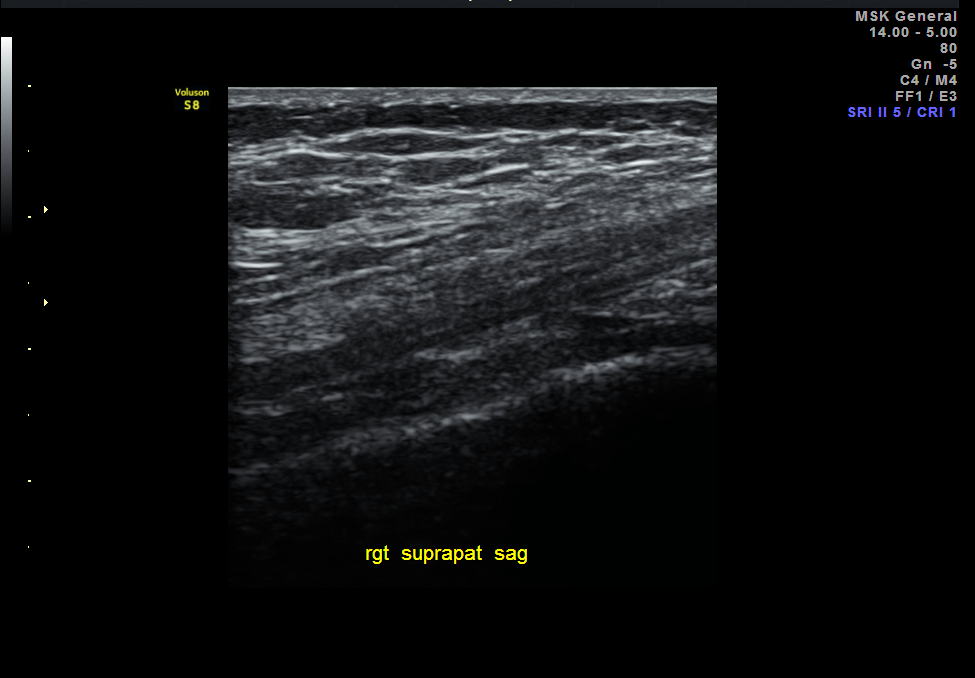 MSK General
14.00 - 5.00
80
Gn -5
C4 / M4
FF1 / E3
SRI II 5 / CRI 1
Voluson
S8
rgt suprapat sag